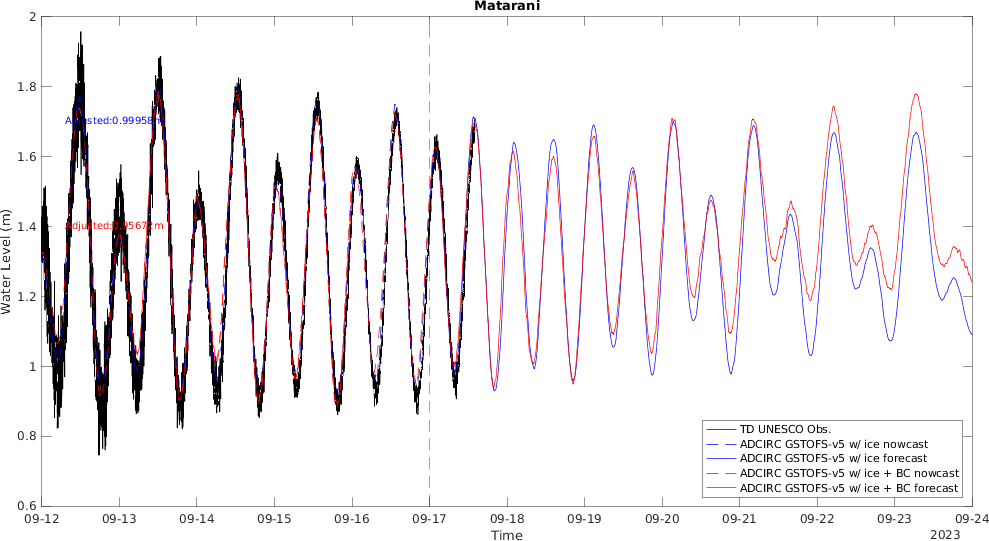 Matarani
2
1.8
1.6
1.4
1.2
1
0.8
0.6
Water Level (m)
Adjusted:0.99958m
Adjusted:0.95672m
TD UNESCO Obs.
ADCIRC GSTOFS-v5 w/ ice nowcast
ADCIRC GSTOFS-v5 w/ ice forecast
ADCIRC GSTOFS-v5 w/ ice + BC nowcast
ADCIRC GSTOFS-v5 w/ ice + BC forecast
09-12 09-13 09-14 09-15 09-16 09-17 09-18 09-19 09-20 09-21 09-22 09-23 09-24
Time
2023